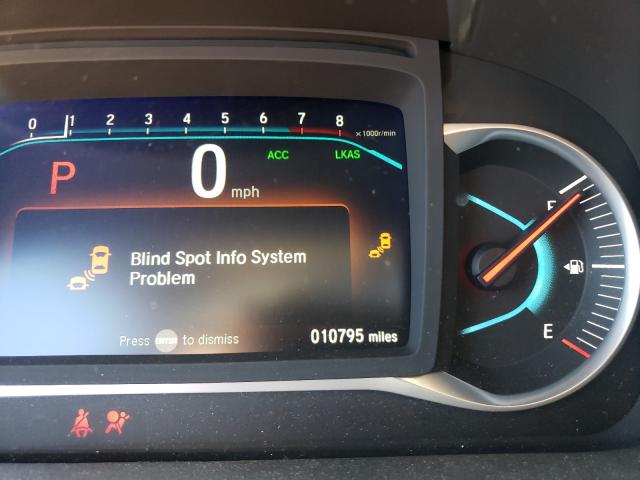 0 1 2 3 4 5 6 7 8
x1000r/min
ACC LKAS
P 0 mph
F
Blind Spot Info System
Problem
E
Press ENTER to dismiss
010795 miles